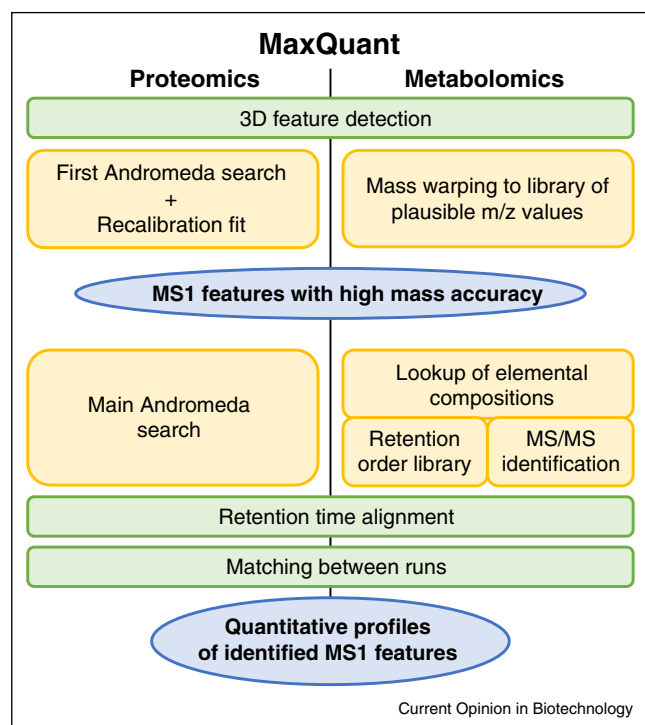 MaxQuant
Proteomics
Metabolomics
3D feature detection
First Andromeda search
+
Recalibration fit
Mass warping to library of
plausible m/z values
MS1 features with high mass accuracy
Main Andromeda
search
Lookup of elemental
compositions
Retention
order library
MS/MS
identification
Retention time alignment
Matching between runs
Quantitative profiles
of identified MS1 features
Current Opinion in Biotechnology